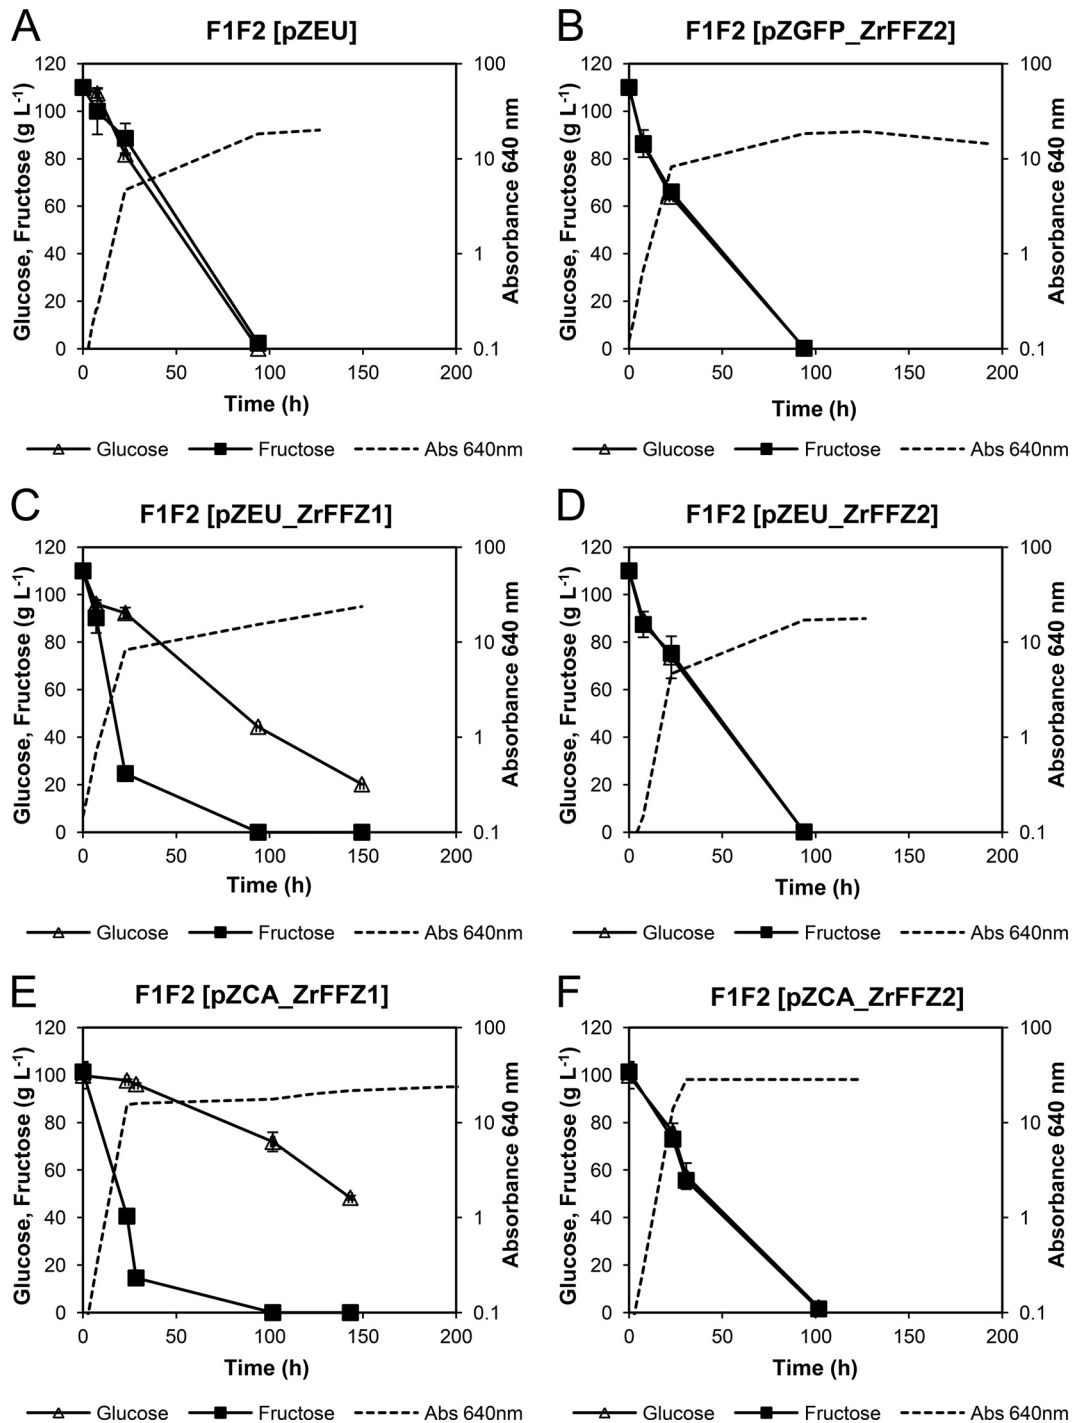 A
F1F2 [pZEU]
120
100
80
60
40
20
0
Glucose, Fructose (g L-1)
100
10
1
0.1
Absorbance 640 nm
0 50 100 150 200
Time (h)
Glucose Fructose Abs 640nm
B
F1F2 [pZGFP_ZrFFZ2]
120
100
80
60
40
20
0
Glucose, Fructose (g L-1)
100
10
1
0.1
Absorbance 640 nm
0 50 100 150 200
Time (h)
Glucose Fructose Abs 640nm
C
F1F2 [pZEU_ZrFFZ1]
120
100
80
60
40
20
0
Glucose, Fructose (g L-1)
100
10
1
0.1
Absorbance 640 nm
0 50 100 150 200
Time (h)
Glucose Fructose Abs 640nm
D
F1F2 [pZEU_ZrFFZ2]
120
100
80
60
40
20
0
Glucose, Fructose (g L-1)
100
10
1
0.1
Absorbance 640 nm
0 50 100 150 200
Time (h)
Glucose Fructose Abs 640nm
E
F1F2 [pZCA_ZrFFZ1]
120
100
80
60
40
20
0
Glucose, Fructose (g L-1)
100
10
1
0.1
Absorbance 640 nm
0 50 100 150 200
Time (h)
Glucose Fructose Abs 640nm
F
F1F2 [pZCA_ZrFFZ2]
120
100
80
60
40
20
0
Glucose, Fructose (g L-1)
100
10
1
0.1
Absorbance 640 nm
0 50 100 150 200
Time (h)
Glucose Fructose Abs 640nm